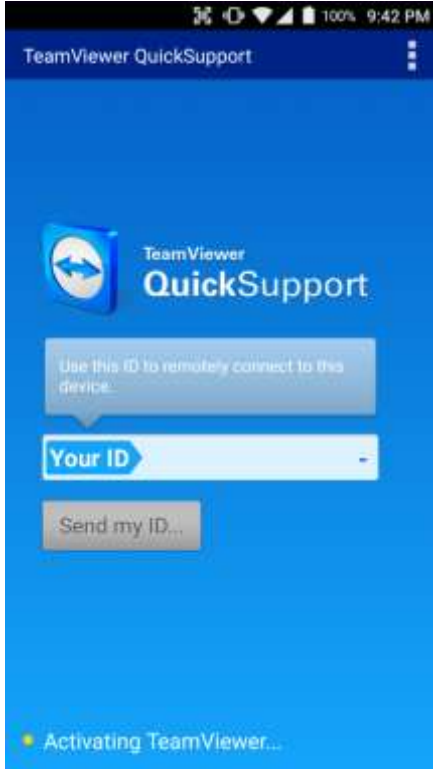 100% 9:42 PM
TeamViewer QuickSupport
TeamViewer
QuickSupport
Use this ID to remotely connect to this
device.
Your ID -
Send my ID...
Activating TeamViewer...